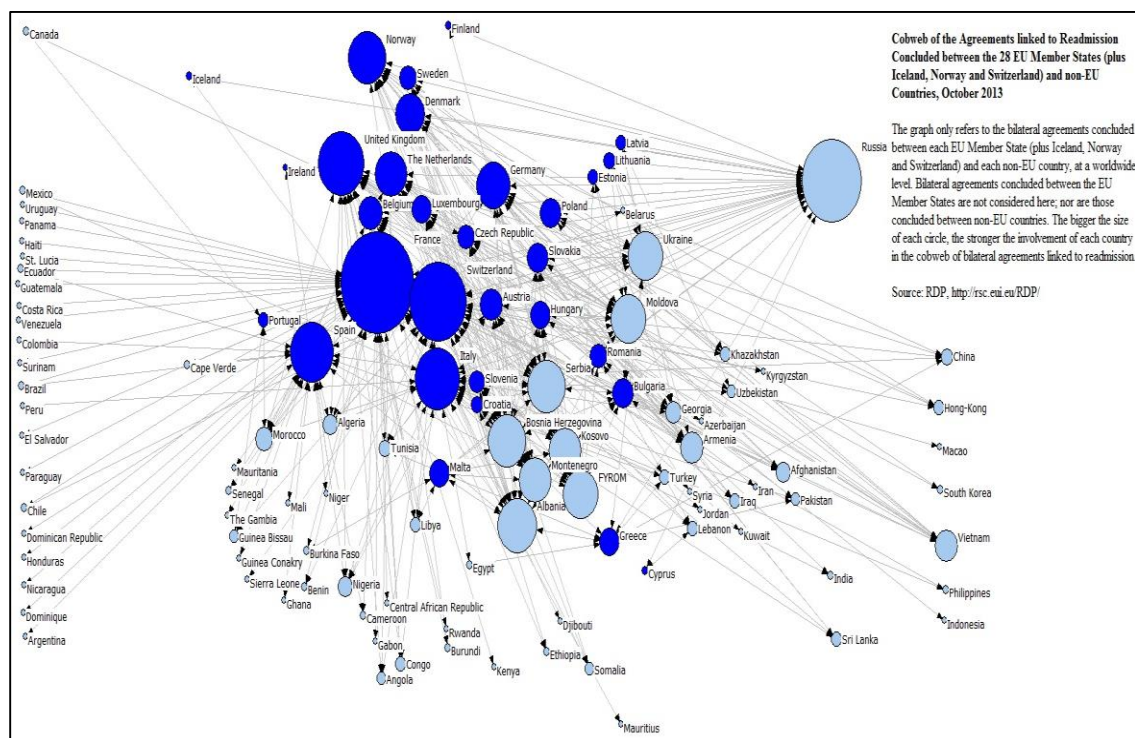 Cobweb of the Agreements linked to Readmission
Concluded between the 28 EU Member States (plus
Iceland, Norway and Switzerland) and non-EU
Countries, October 2013
The graph only refers to the bilateral agreements concluded
between each EU Member State (plus Iceland, Norway
and Switzerland) and each non-EU country, at a worldwide
level. Bilateral agreements concluded between the EU
Member States are not considered here; nor are those
concluded between non-EU countries. The bigger the size
of each circle, the stronger the involvement of each country
in the cobweb of bilateral agreements linked to readmission.
Source: RDP, http://rsc.eui.eu/RDP/
Canada
Finland
Norway
Iceland
Sweden
Denmark
United Kingdom
Latvia
Russia
The Netherlands
Lithuania
Ireland
Germany
Estonia
Mexico
Belgium
Luxembourg
Poland
Belarus
Uruguay
Panama
Czech Republic
Haiti
France
Slovakia
Ukraine
St. Lucia
Ecuador
Switzerland
Guatemala
Austria
Moldova
Costa Rica
Hungary
Venezuela
Portugal
Spain
Colombia
Italy
Romania
Khazakhstan
China
Surinam
Cape Verde
Serbia
Kyrgyzstan
Brazil
Slovenia
Bulgaria
Uzbekistan
Peru
Croatia
Georgia
Hong-Kong
Algeria
Bosnia Herzegovina
Azerbaijan
El Salvador
Morocco
Kosovo
Armenia
Tunisia
Macao
Mauritania
Malta
Montenegro
Afghanistan
Paraguay
FYROM
Turkey
Senegal
Niger
Syria
Iran
South Korea
Mali
Iraq
Pakistan
Chile
Albania
Jordan
The Gambia
Libya
Lebanon
Kuwait
Dominican Republic
Guinea Bissau
Greece
Vietnam
Honduras
Guinea Conakry
Burkina Faso
Egypt
Cyprus
India
Nicaragua
Sierra Leone
Benin
Nigeria
Philippines
Ghana
Central African Republic
Dominique
Cameroon
Djibouti
Indonesia
Argentina
Gabon
Rwanda
Burundi
Sri Lanka
Congo
Kenya
Ethiopia
Somalia
Angola
Mauritius